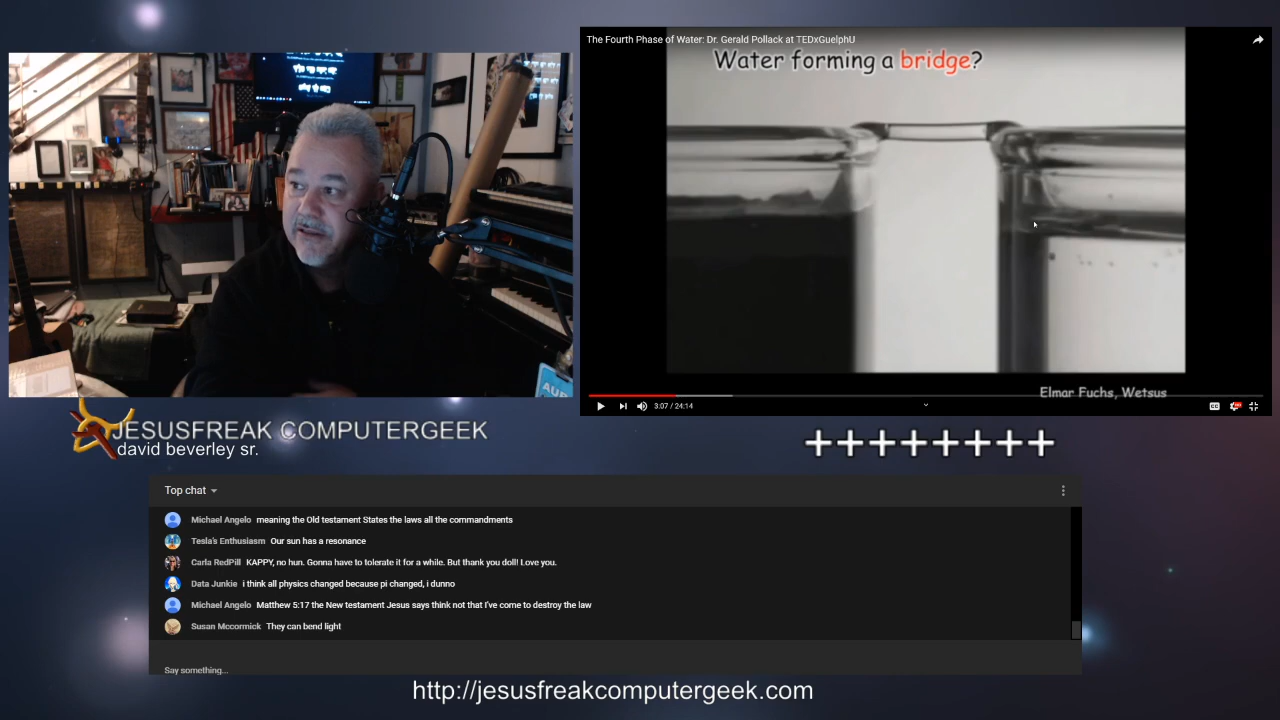 The Fourth Phase of Water: Dr. Gerald Pollack at TEDxGuelphU
Water forming a bridge?
Elmar Fuchs, Wetsus
3:07 / 24:14
JESUSFREAK COMPUTERGEEK
david beverley sr.
++++++++
Top chat
Michael Angelo meaning the Old testament States the laws all the commandments
Tesla's Enthusiasm Our sun has a resonance
Carla RedPill KAPPY, no hun. Gonna have to tolerate it for a while. But thank you doll! Love you.
Data Junkie i think all physics changed because pi changed, i dunno
Michael Angelo Matthew 5:17 the New testament Jesus says think not that I've come to destroy the law
Susan Mccormick They can bend light
Say something...
http://jesusfreakcomputergeek.com